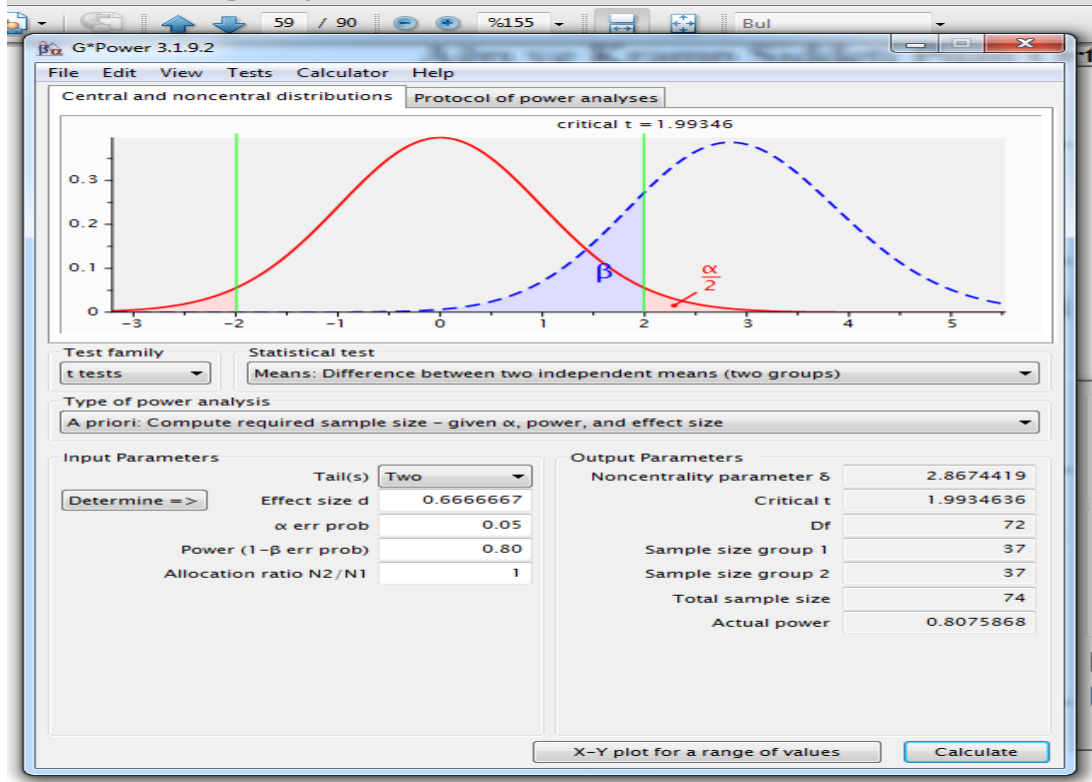 59 / 90 %155 Bul
G*Power 3.1.9.2
File Edit View Tests Calculator Help
Central and noncentral distributions Protocol of power analyses
critical t = 1.99346
0.3
0.2
0.1
0
β
α
2
-3 -2 -1 0 1 2 3 4 5
Test family Statistical test
t tests Means: Difference between two independent means (two groups)
Type of power analysis
A priori: Compute required sample size – given α, power, and effect size
Input Parameters Output Parameters
Tail(s) Two Noncentrality parameter δ 2.8674419
Determine => Effect size d 0.6666667 Critical t 1.9934636
α err prob 0.05 Df 72
Power (1-β err prob) 0.80 Sample size group 1 37
Allocation ratio N2/N1 1 Sample size group 2 37
Total sample size 74
Actual power 0.8075868
X-Y plot for a range of values Calculate